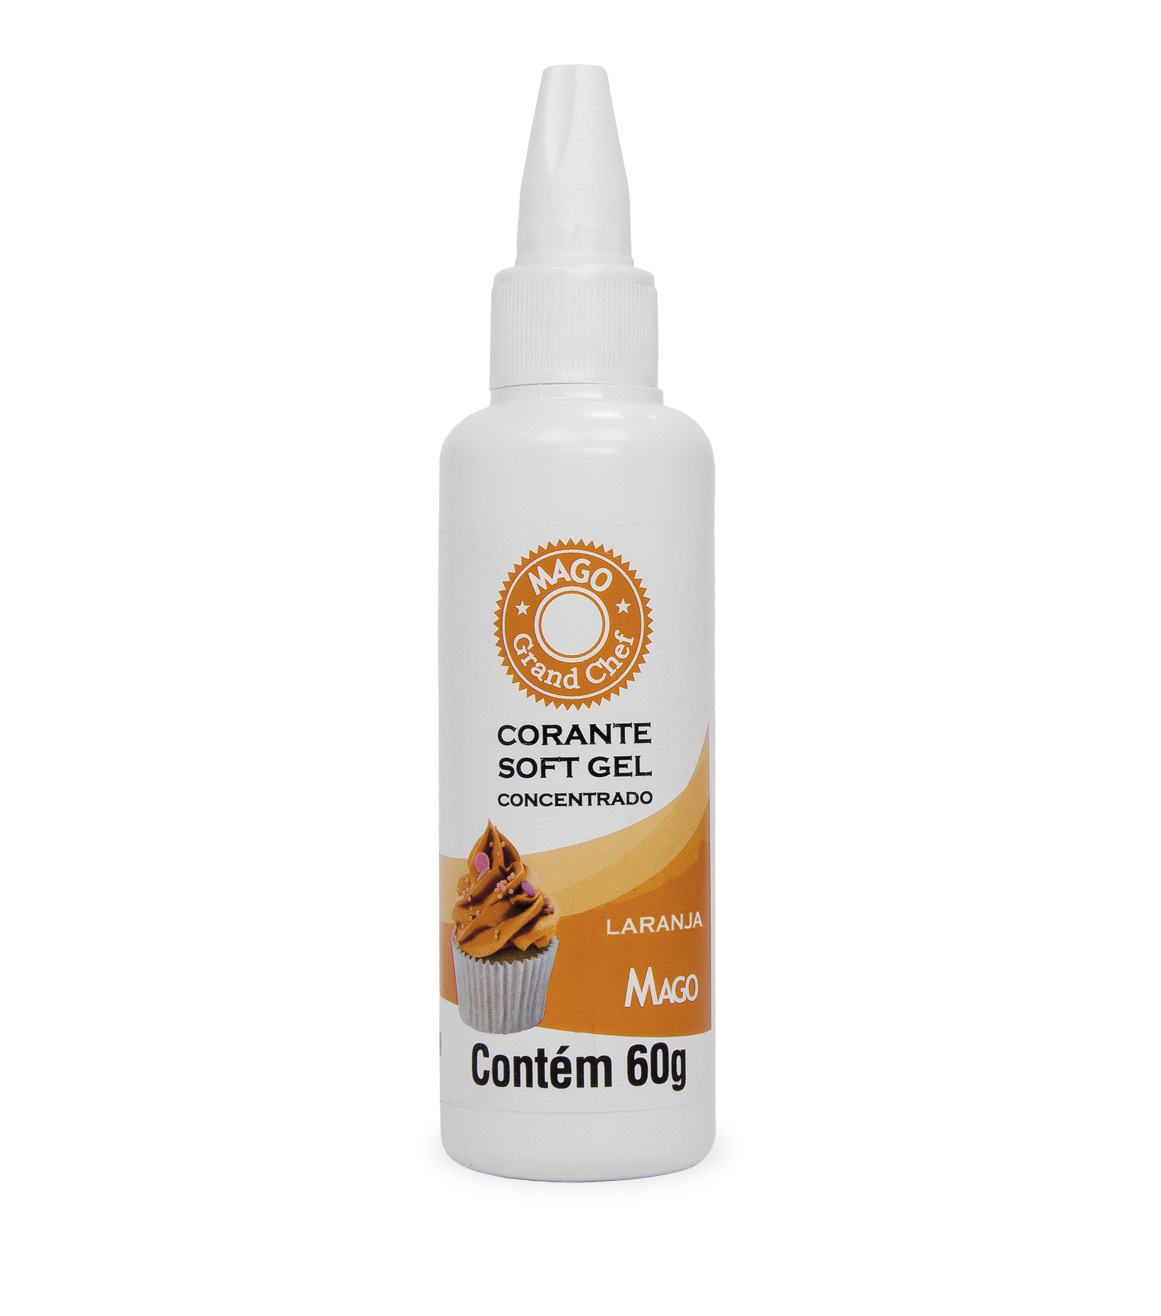 MAGO
Grand Chef
CORANTE
SOFT GEL
CONCENTRADO
LARANJA
MAGO
Contém 60g